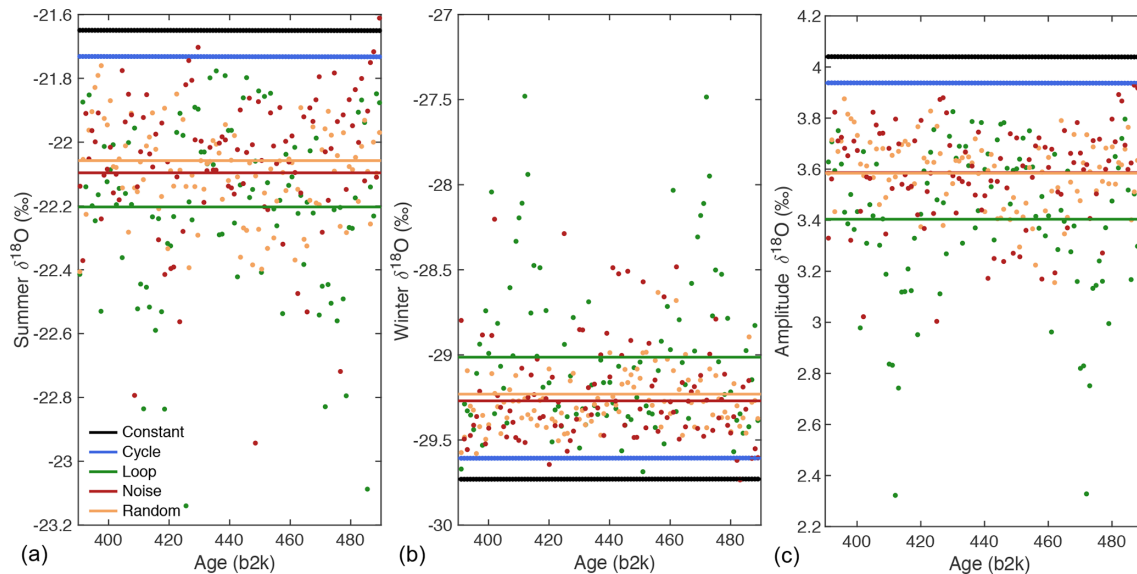 -21.6
-21.8
-22
-22.2
-22.4
-22.6
-22.8
-23
-23.2
Summer δ18O (‰)
Constant
Cycle
Loop
Noise
Random
400 420 440 460 480
Age (b2k)
(a)
-27
-27.5
-28
-28.5
-29
-29.5
-30
Winter δ18O (‰)
400 420 440 460 480
Age (b2k)
(b)
4.2
4
3.8
3.6
3.4
3.2
3
2.8
2.6
2.4
2.2
Amplitude δ18O (‰)
400 420 440 460 480
Age (b2k)
(c)